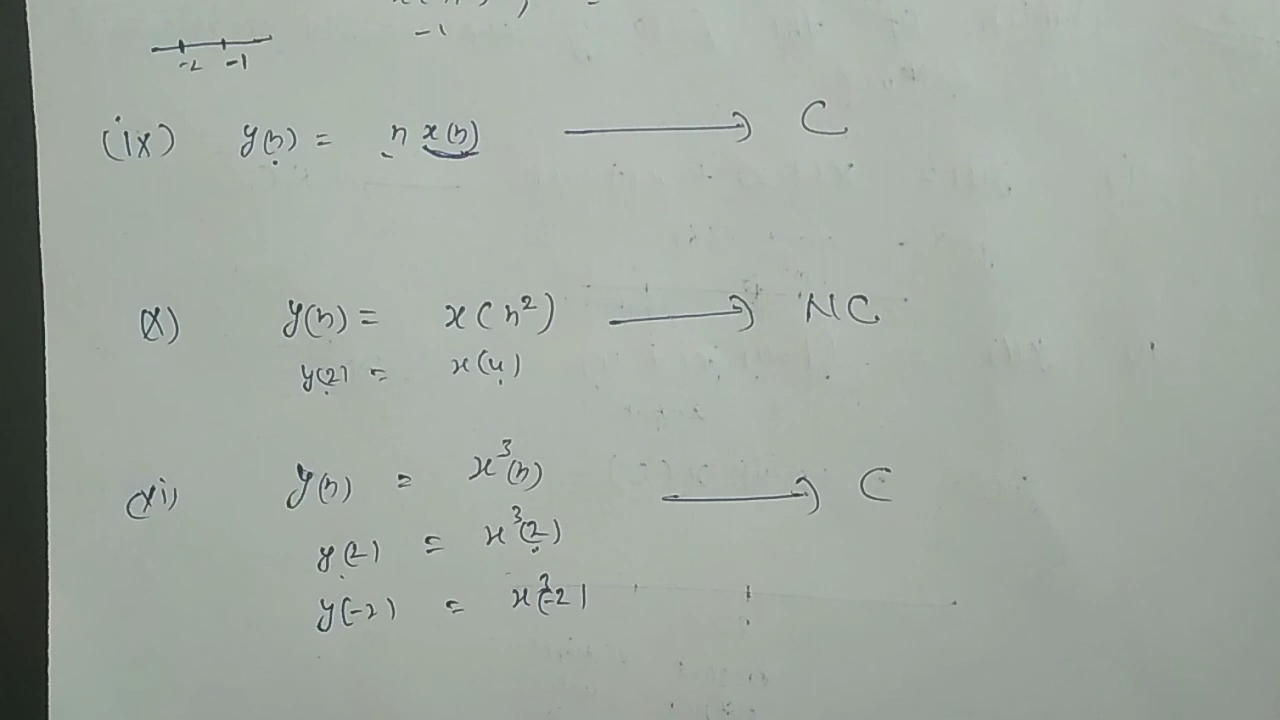 -1
-2 -1
(ix) y(n) = n x(n) → C
(x) y(n) = x(n²) → NC
y(2) = x(4)
(xi) y(n) = x³(n) → C
y(2) = x³(2)
y(-2) = x³(-2)